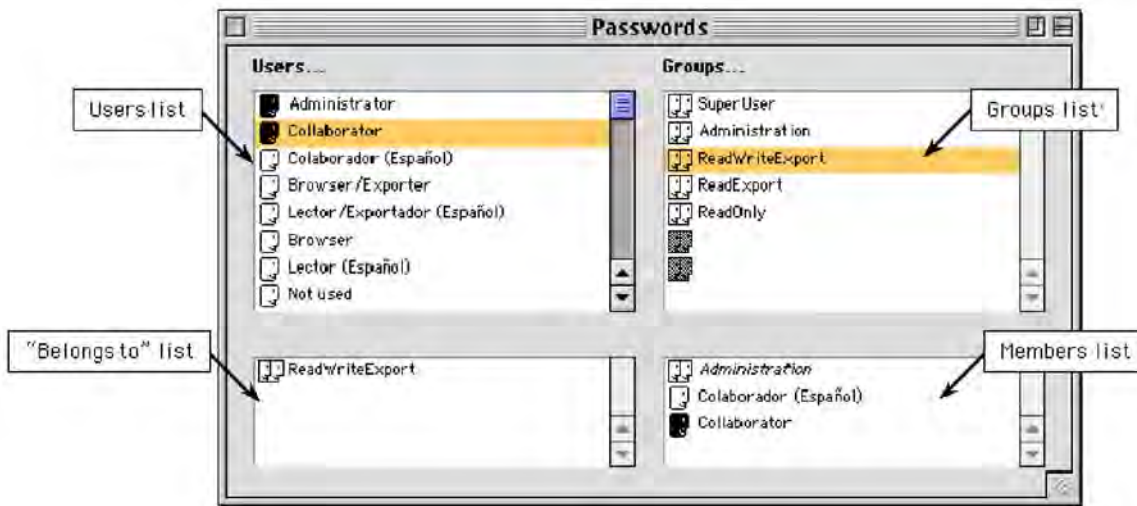 Passwords
Users...
Groups...
Users list
Administrator
Collaborator
Colaborador (Español)
Browser/Exporter
Lector/Exportador (Español)
Browser
Lector (Español)
Not used
SuperUser
Administration
ReadWriteExport
ReadExport
ReadOnly
Groups list
"Belongs to" list
ReadWriteExport
Administration
Colaborador (Español)
Collaborator
Members list